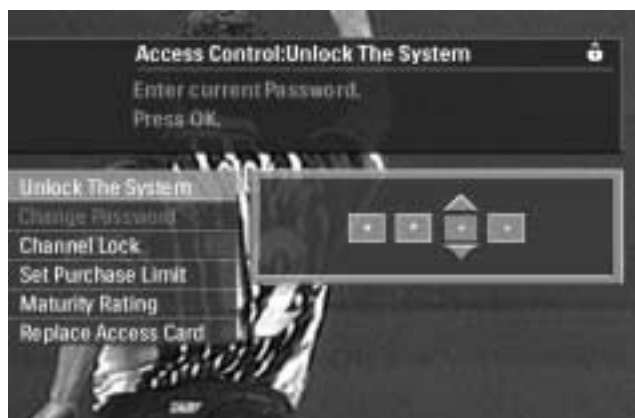 Access Control:Unlock The System
Enter current Password.
Press OK.
Unlock The System
Change Password
Channel Lock
Set Purchase Limit
Maturity Rating
Replace Access Card
* * * *